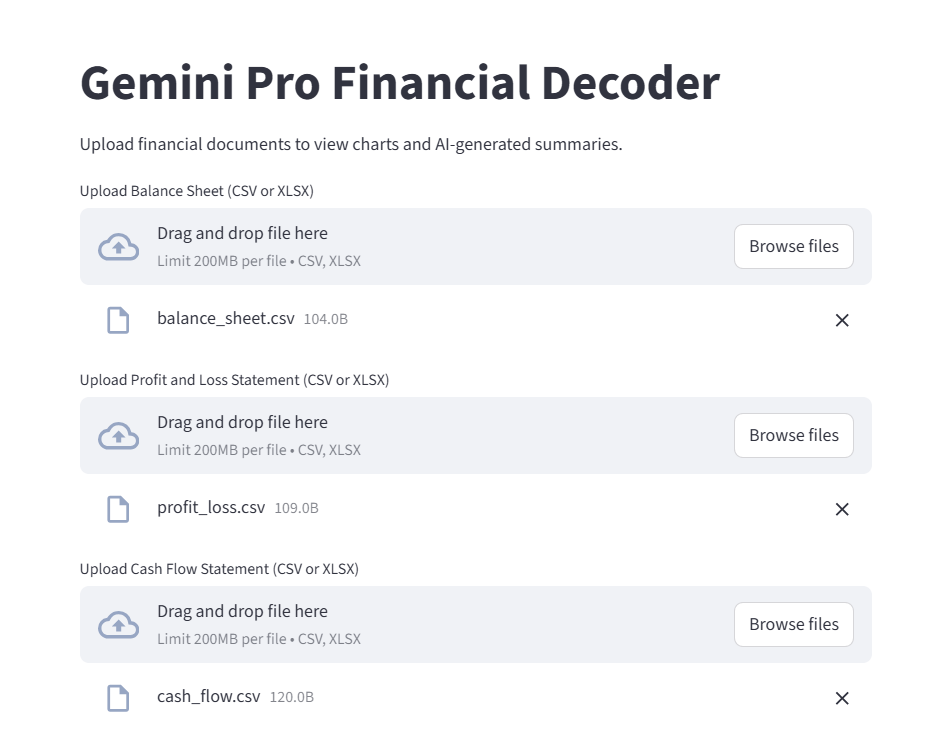 Gemini Pro Financial Decoder
Upload financial documents to view charts and AI-generated summaries.
Upload Balance Sheet (CSV or XLSX)
Drag and drop file here
Limit 200MB per file • CSV, XLSX
Browse files
balance_sheet.csv 104.0B
Upload Profit and Loss Statement (CSV or XLSX)
Drag and drop file here
Limit 200MB per file • CSV, XLSX
Browse files
profit_loss.csv 109.0B
Upload Cash Flow Statement (CSV or XLSX)
Drag and drop file here
Limit 200MB per file • CSV, XLSX
Browse files
cash_flow.csv 120.0B